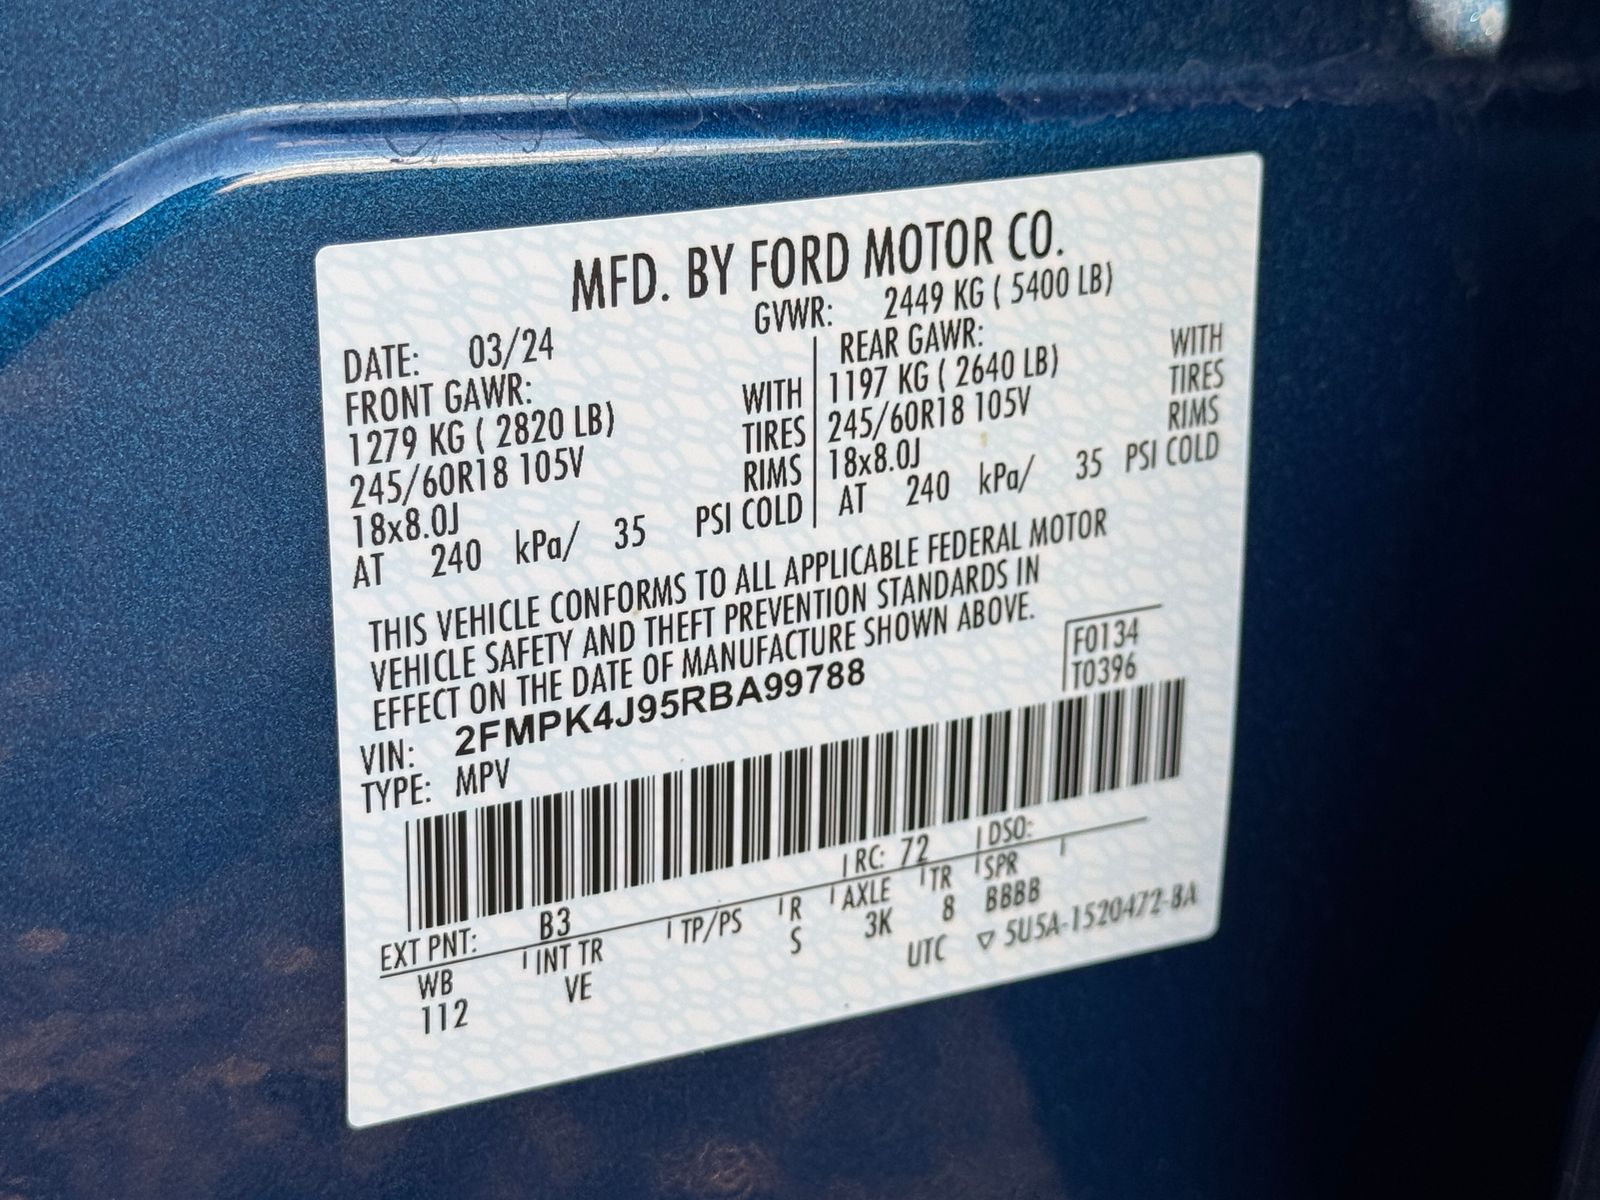 MFD. BY FORD MOTOR CO.
DATE: 03/24 GVWR: 2449 KG ( 5400 LB)
FRONT GAWR:
1279 KG ( 2820 LB) WITH
245/60R18 105V TIRES
18x8.0J RIMS
AT 240 kPa/ 35 PSI COLD
REAR GAWR:
1197 KG ( 2640 LB) WITH
245/60R18 105V TIRES
18x8.0J RIMS
AT 240 kPa/ 35 PSI COLD
THIS VEHICLE CONFORMS TO ALL APPLICABLE FEDERAL MOTOR
VEHICLE SAFETY AND THEFT PREVENTION STANDARDS IN
EFFECT ON THE DATE OF MANUFACTURE SHOWN ABOVE.
F0134
T0396
VIN: 2FMPK4J95RBA99788
TYPE: MPV
EXT PNT: B3 RC: 72 DSO:
WB INT TR TP/PS R AXLE TR SPR
112 VE S 3K 8 BBBB
UTC ▽ 5U5A-1520472-BA